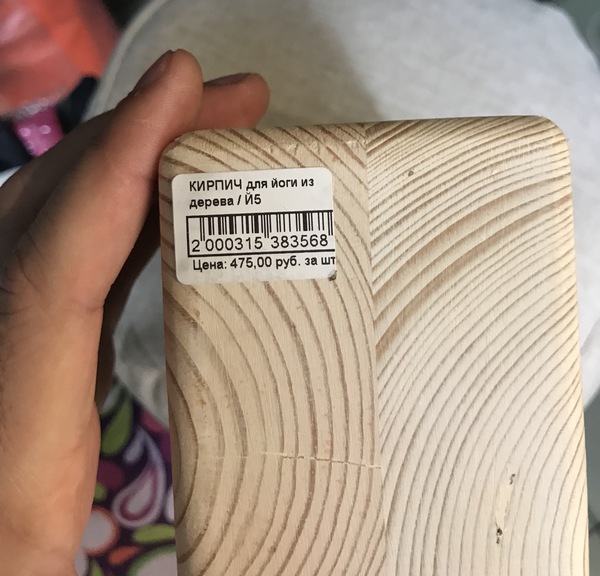 КИРПИЧ для йоги из
дерева / Й5
2 000315 383568
Цена: 475,00 руб. за шт